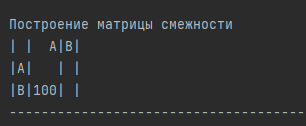 Построение матрицы смежности
| |  A|B|
|A|   | |
|B|100| |
-------------------------------------